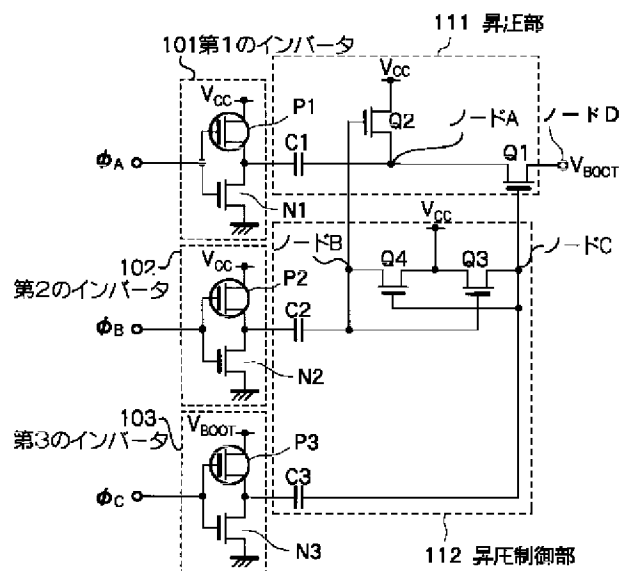 111 昇圧部
101第1のインバータ
VCC
VCC
P1
Q2
ノードA
ノードD
C1
Q1
ΦA
VBOOT
N1
VCC
ノードB
ノードC
102
VCC
Q4
Q3
第2のインバータ
P2
C2
ΦB
N2
103
VBOOT
第3のインバータ
P3
C3
ΦC
N3
112 昇圧制御部